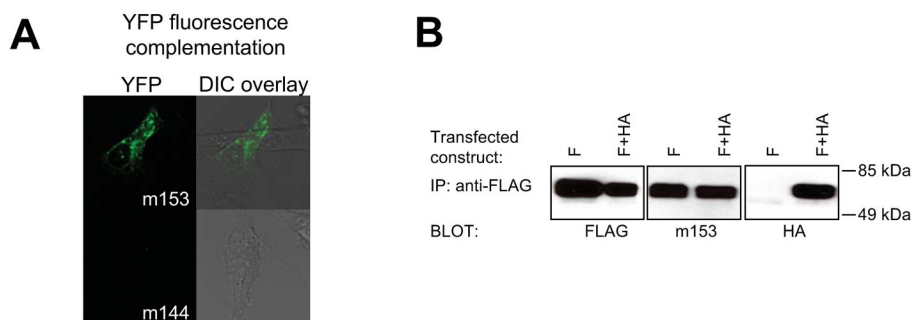 A
YFP fluorescence
complementation
YFP DIC overlay
m153
m144
B
Transfected
construct:
F F+HA F F+HA F F+HA
IP: anti-FLAG
85 kDa
49 kDa
BLOT: FLAG m153 HA